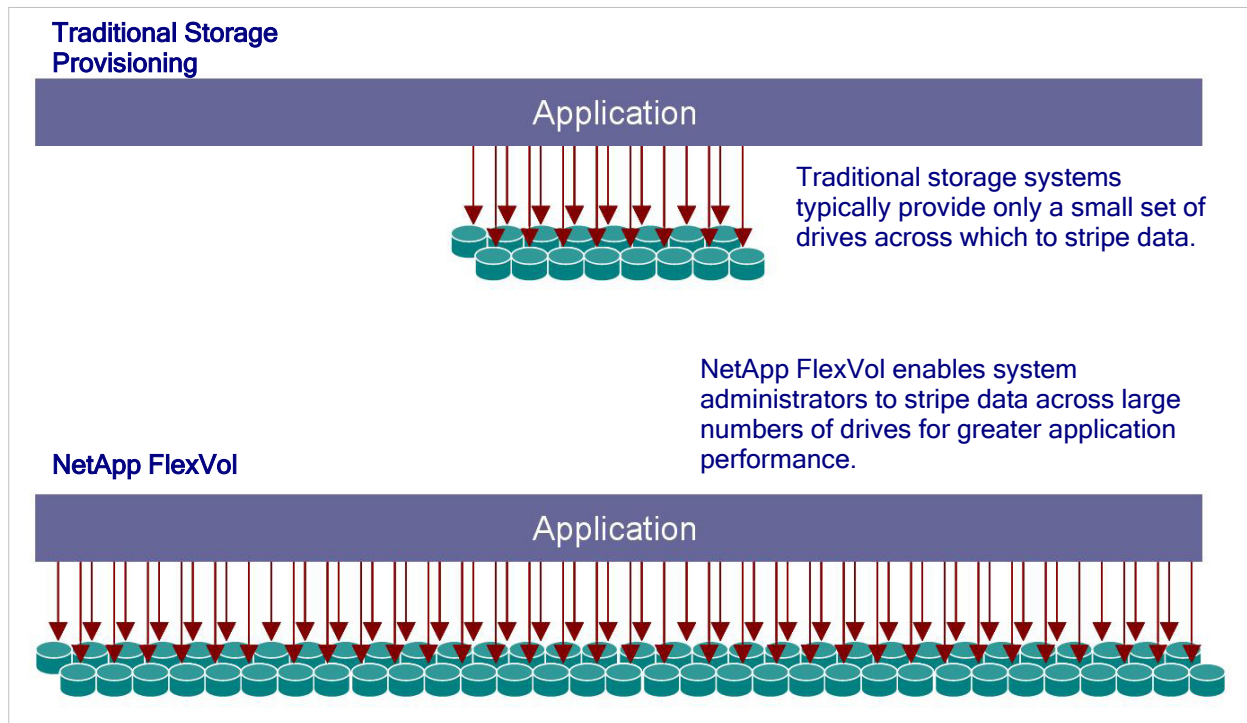 Traditional Storage
Provisioning
Application
Traditional storage systems
typically provide only a small set of
drives across which to stripe data.
NetApp FlexVol enables system
administrators to stripe data across large
numbers of drives for greater application
performance.
NetApp FlexVol
Application